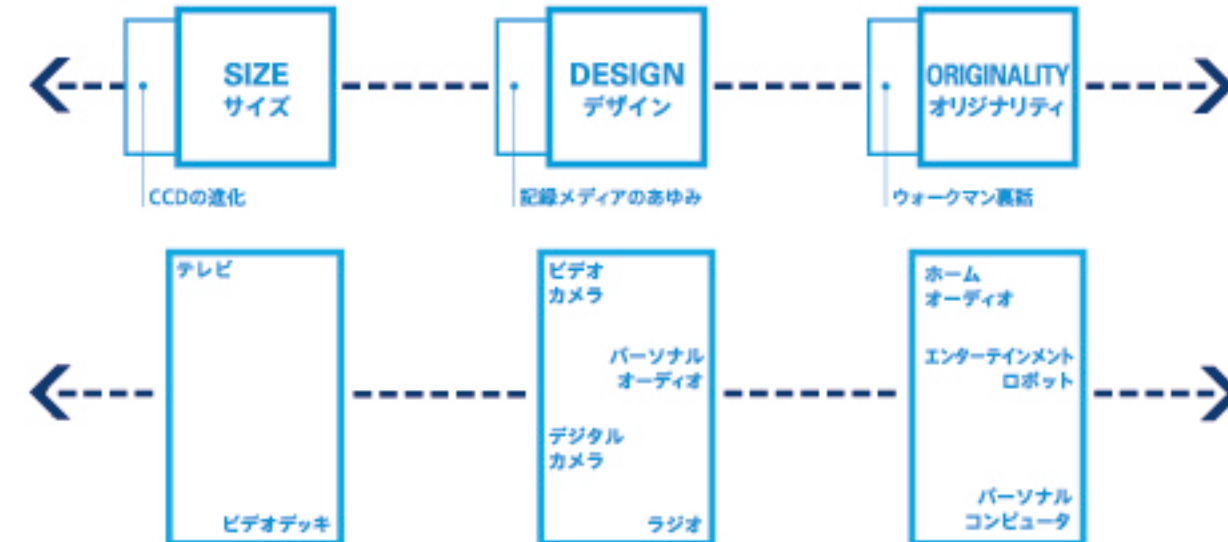 SIZE
サイズ
DESIGN
デザイン
ORIGINALITY
オリジナリティ
CCDの進化
記録メディアのあゆみ
ウォークマン裏話
テレビ
ビデオデッキ
ビデオ
カメラ
パーソナル
オーディオ
デジタル
カメラ
ラジオ
ホーム
オーディオ
エンターテインメント
ロボット
パーソナル
コンピュータ